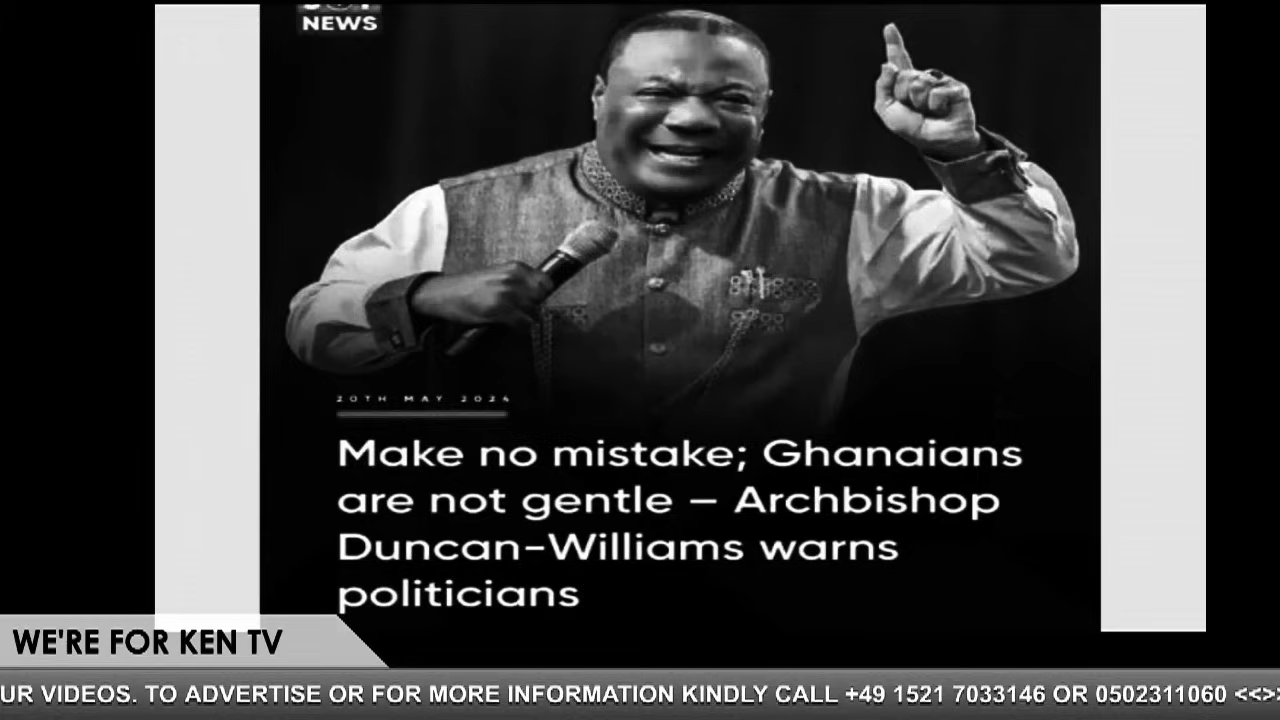 NEWS
20TH MAY 2024
Make no mistake; Ghanaians
are not gentle – Archbishop
Duncan-Williams warns
politicians
WE'RE FOR KEN TV
UR VIDEOS. TO ADVERTISE OR FOR MORE INFORMATION KINDLY CALL +49 1521 7033146 OR 0502311060 <<>